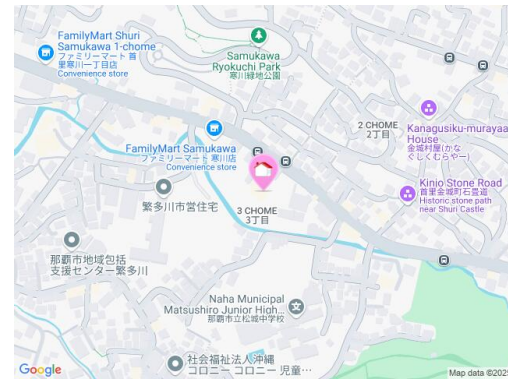 FamilyMart Shuri
Samukawa 1-chome
ファミリーマート 首
里寒川一丁目店
Convenience store
Samukawa
Ryokuchi Park
寒川緑地公園
2 CHOME
2丁目
Kanagusiku-murayaa
House
金城村屋(かな
ぐしくむらやー)
FamilyMart Samukawa
ファミリーマート 寒川店
Convenience store
Kinjo Stone Road
首里金城町石畳道
Historic stone path
near Shuri Castle
繁多川市営住宅
3 CHOME
3丁目
那覇市地域包括
支援センター繁多川
Naha Municipal
Matsushiro Junior High...
那覇市立松城中学校
社会福祉法人沖縄
コロニー コロニー 児童…
Google
Map data ©2025